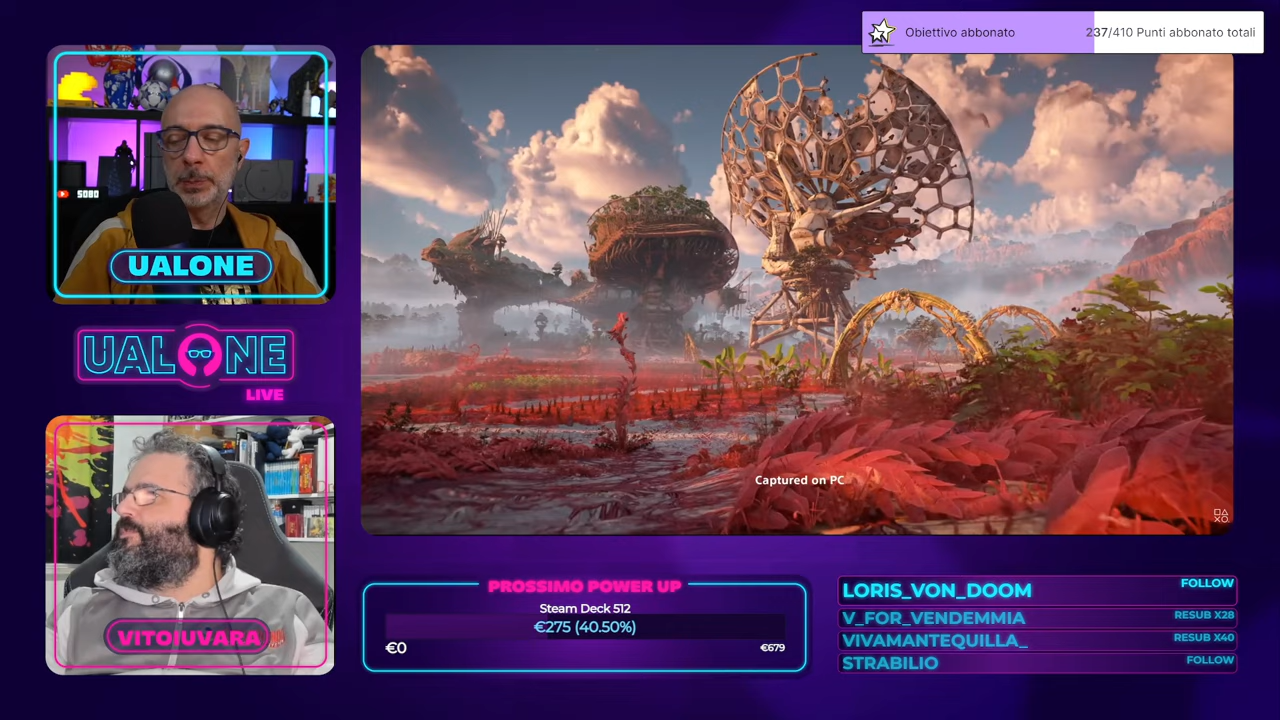 Obiettivo abbonato
237/410 Punti abbonato totali
5080
UALONE
UALONE
LIVE
VITOIUVARA
Captured on PC
PROSSIMO POWER UP
Steam Deck 512
€275 (40.50%)
€0
€679
LORIS_VON_DOOM FOLLOW
V_FOR_VENDEMMIA RESUB X28
VIVAMANTEQUILLA_ RESUB X40
STRABILIO FOLLOW